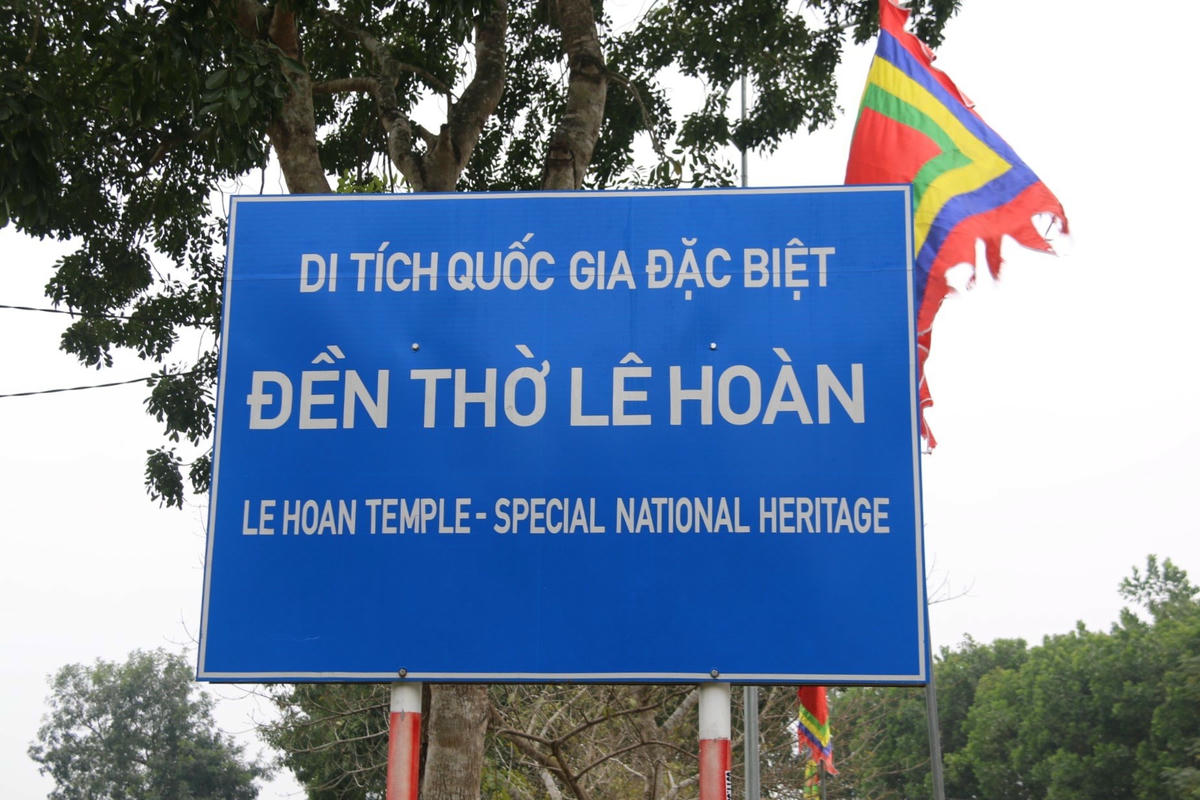 DI TÍCH QUỐC GIA ĐẶC BIỆT
ĐỀN THỜ LÊ HOÀN
LE HOAN TEMPLE - SPECIAL NATIONAL HERITAGE